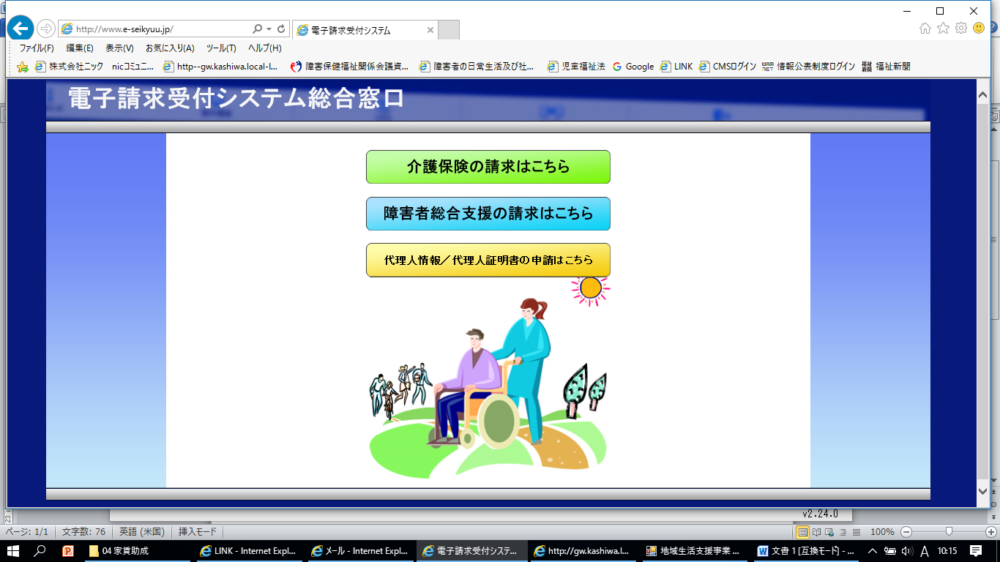 http://www.e-seikyuu.jp/
電子請求受付システム
ファイル(F) 編集(E) 表示(V) お気に入り(A) ツール(T) ヘルプ(H)
株式会社ニック nicコミュニ... http--gw.kashiwa.local-l... 障害保健福祉関係会議資... 障害者の日常生活及び社... 児童福祉法 Google LINK CMSログイン WAM NET 情報公表制度ログイン 福祉新聞 福祉新聞
電子請求受付システム総合窓口
介護保険の請求はこちら
障害者総合支援の請求はこちら
代理人情報／代理人証明書の申請はこちら
v2.24.0
ページ: 1/1 文字数: 76 英語 (米国) 挿入モード 100%
04 家賃助成 LINK - Internet Expl... メール - Internet Expl... 電子請求受付システ... http://gw.kashiwa.l... 地域生活支援事業 ... 文書 1 [互換モード] - ... A 10:15